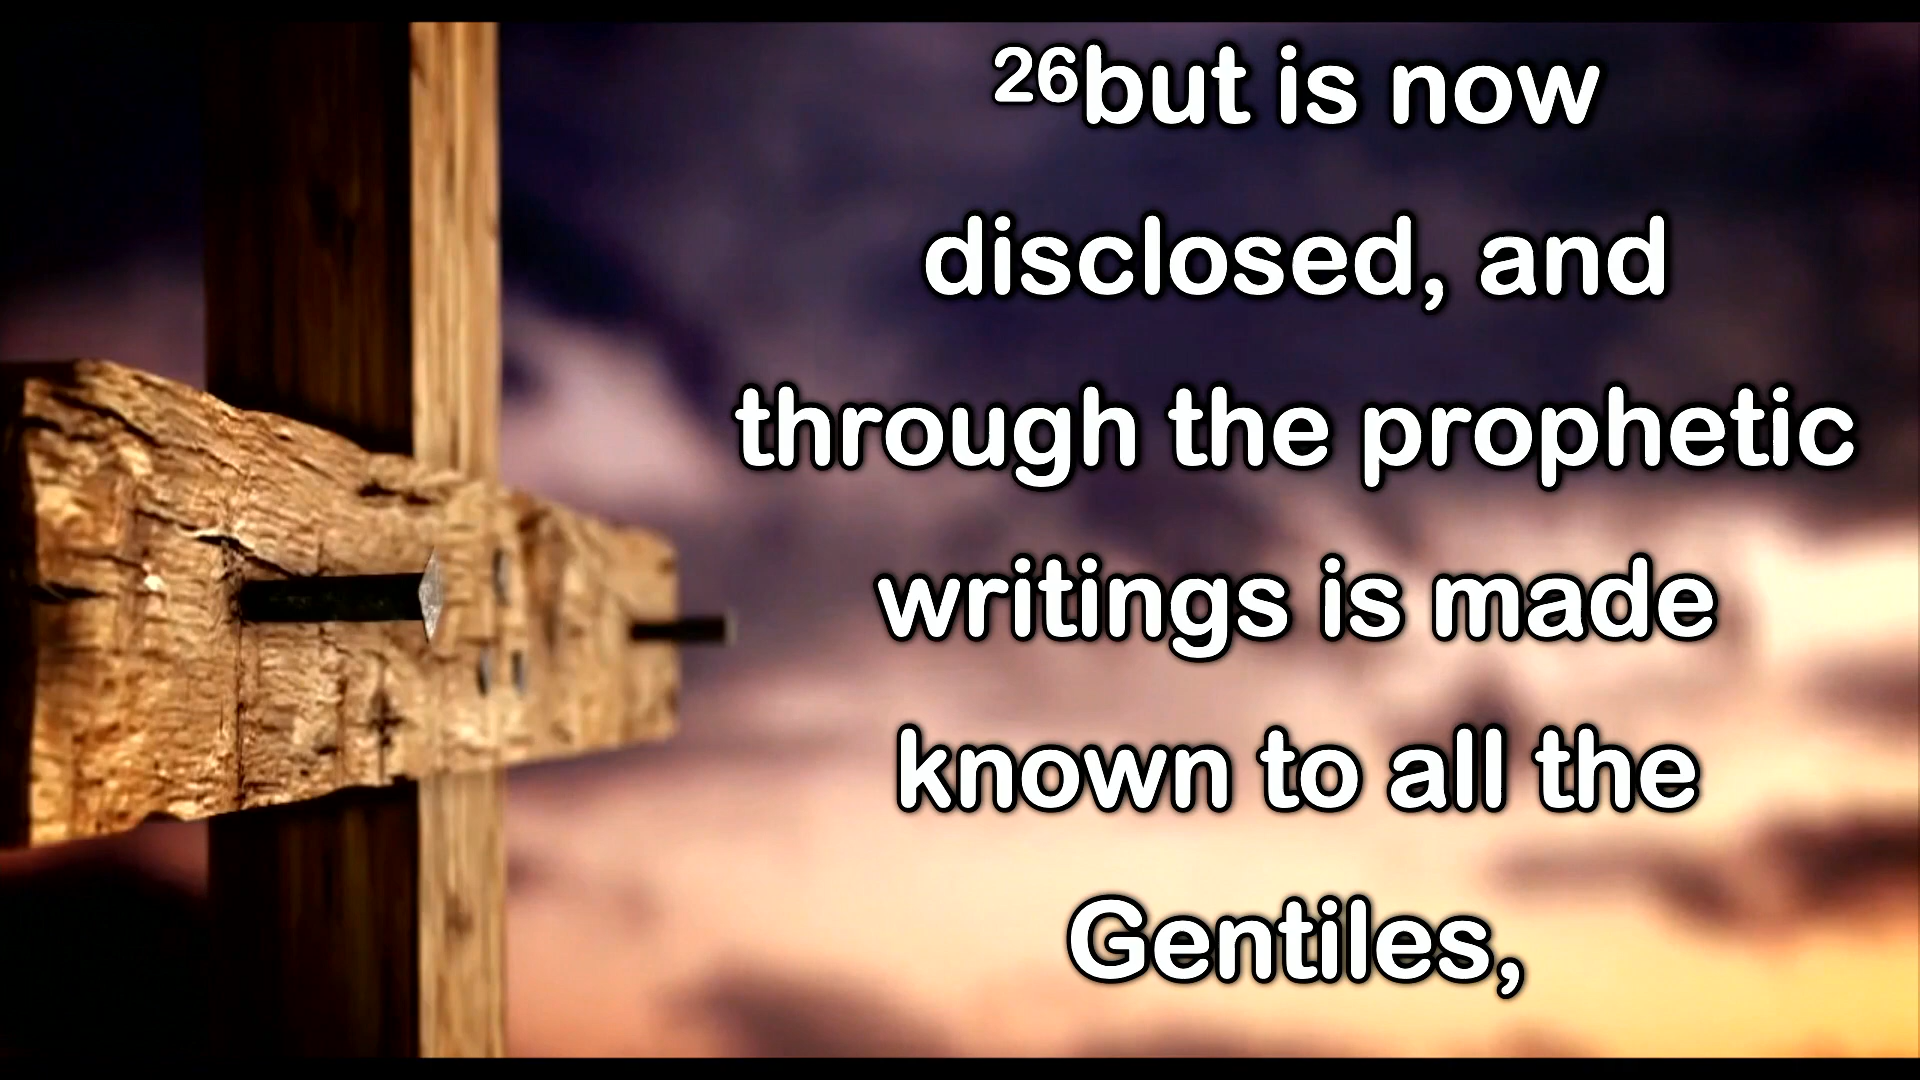 ²⁶but is now
disclosed, and
through the prophetic
writings is made
known to all the
Gentiles,